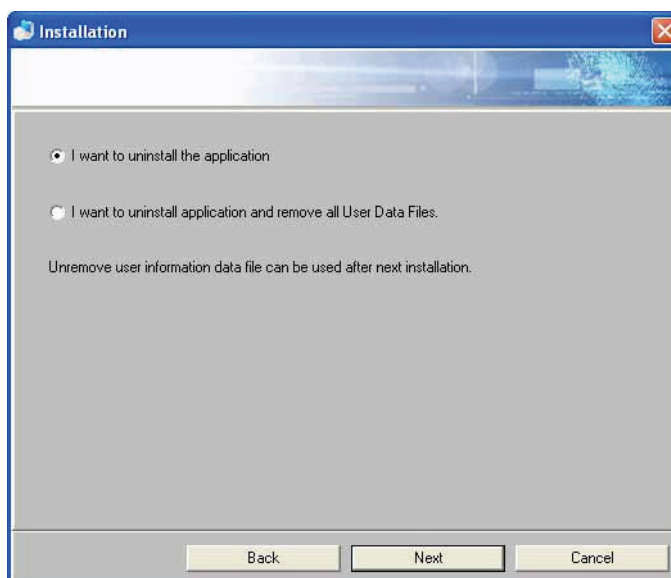 Installation
I want to uninstall the application
I want to uninstall application and remove all User Data Files.
Unremove user information data file can be used after next installation.
Back Next Cancel